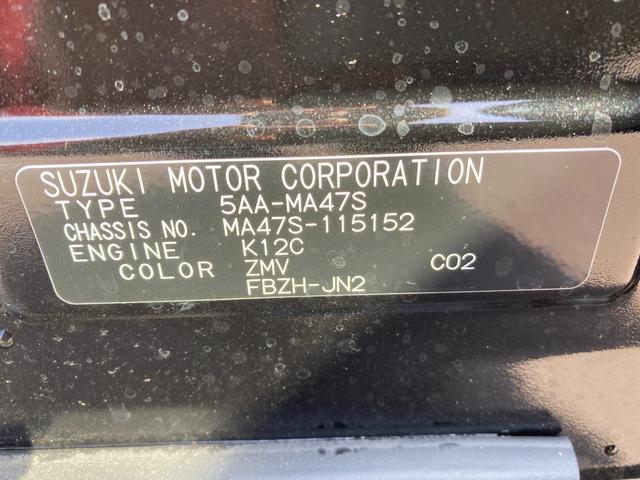 SUZUKI MOTOR CORPORATION
TYPE 5AA-MA47S
CHASSIS NO. MA47S-115152
ENGINE K12C
COLOR ZMV C02
FBZH-JN2